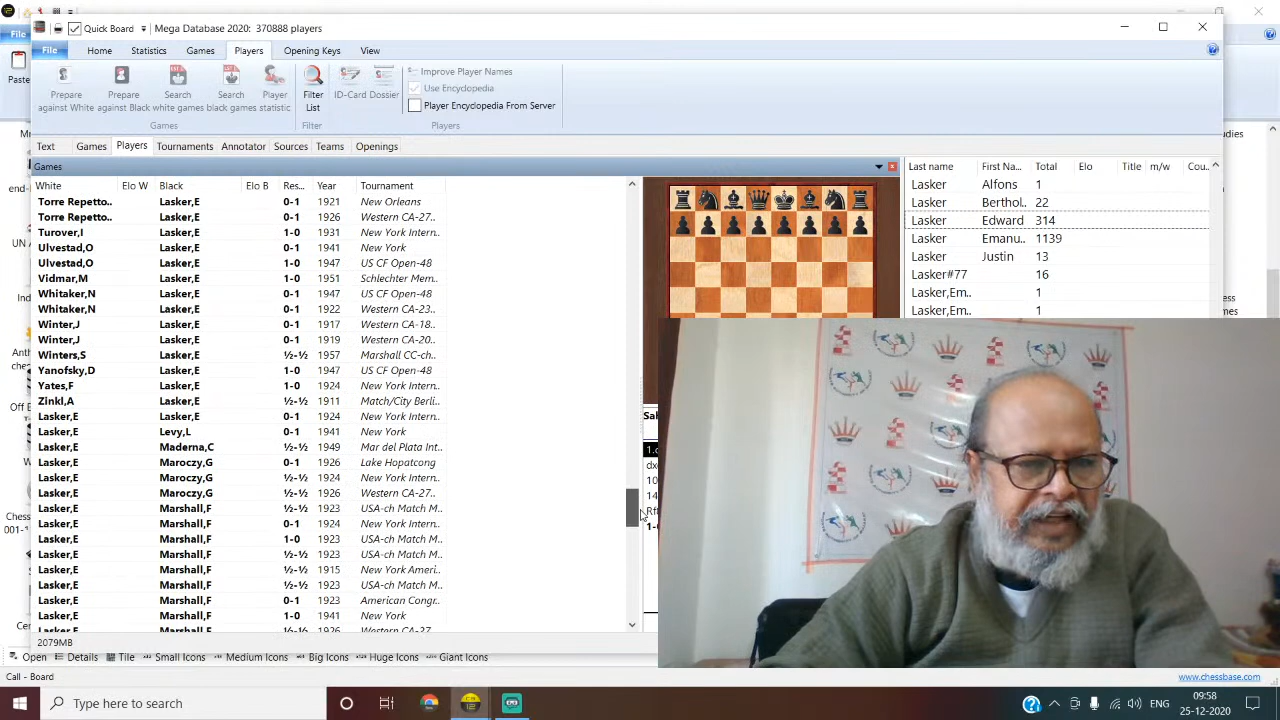 Quick Board
Mega Database 2020: 370888 players
File Home Statistics Games Players Opening Keys View
Paste
Prepare against White
Prepare against Black
Search white games
Search black games
Player statistic
Filter List
ID-Card Dossier
Improve Player Names
Use Encyclopedia
Player Encyclopedia From Server
Games Filter Players
Text Games Players Tournaments Annotator Sources Teams Openings
Games
White Elo W Black Elo B Res... Year Tournament
Torre Repetto.. Lasker,E 0-1 1921 New Orleans
Torre Repetto.. Lasker,E 0-1 1926 Western CA-27..
Turover,I Lasker,E 1-0 1931 New York Intern..
Ulvestad,O Lasker,E 0-1 1941 New York
Ulvestad,O Lasker,E 1-0 1947 US CF Open-48
Vidmar,M Lasker,E 1-0 1951 Schlechter Mem..
Whitaker,N Lasker,E 0-1 1947 US CF Open-48
Whitaker,N Lasker,E 0-1 1922 Western CA-23..
Winter,J Lasker,E 0-1 1917 Western CA-18..
Winter,J Lasker,E 0-1 1919 Western CA-20..
Winters,S Lasker,E ½-½ 1957 Marshall CC-ch..
Yanofsky,D Lasker,E 1-0 1947 US CF Open-48
Yates,F Lasker,E 1-0 1924 New York Intern..
Zinkl,A Lasker,E ½-½ 1911 Match/City Berli..
Lasker,E Lasker,E 0-1 1924 New York Intern..
Lasker,E Levy,L 0-1 1941 New York
Lasker,E Maderna,C ½-½ 1949 Mar del Plata Int..
Lasker,E Maroczy,G 0-1 1926 Lake Hopatcong
Lasker,E Maroczy,G ½-½ 1924 New York Intern..
Lasker,E Maroczy,G ½-½ 1926 Western CA-27..
Lasker,E Marshall,F ½-½ 1923 USA-ch Match M..
Lasker,E Marshall,F 0-1 1924 New York Intern..
Lasker,E Marshall,F 1-0 1923 USA-ch Match M..
Lasker,E Marshall,F ½-½ 1923 USA-ch Match M..
Lasker,E Marshall,F ½-½ 1915 New York Ameri..
Lasker,E Marshall,F ½-½ 1923 USA-ch Match M..
Lasker,E Marshall,F 0-1 1923 American Congr..
Lasker,E Marshall,F 1-0 1941 New York
Lasker,E Marshall,F ½-½ 1926 Western CA-27
Last name First Na... Total Elo Title m/w Cou..
Lasker Alfons 1
Lasker Berthol.. 22
Lasker Edward 314
Lasker Emanu.. 1139
Lasker Justin 13
Lasker#77 16
Lasker,Em.. 1
Lasker,Em.. 1
2079MB
Open Details Tile Small Icons Medium Icons Big Icons Huge Icons Giant Icons
Call - Board
www.chessbase.com
Type here to search
ENG
09:58
25-12-2020